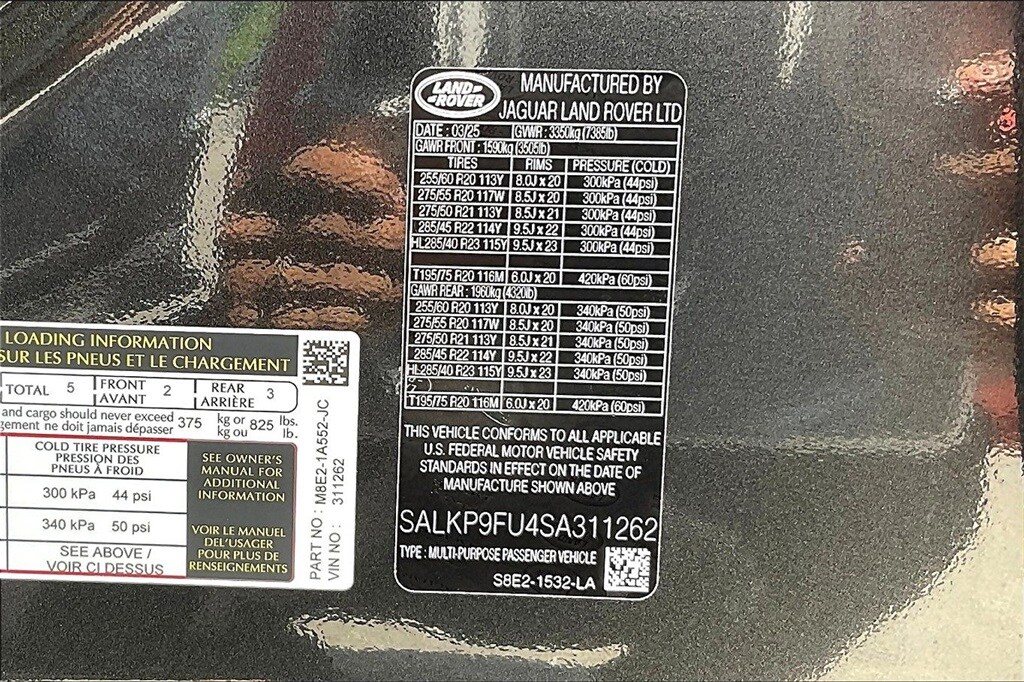 LAND ROVER
MANUFACTURED BY
JAGUAR LAND ROVER LTD
DATE : 03/25 GVWR : 3350kg (7385lb)
GAWR FRONT : 1590kg (3505lb)
TIRES RIMS PRESSURE (COLD)
255/60 R20 113Y 8.0J x 20 300kPa (44psi)
275/55 R20 117W 8.5J x 20 300kPa (44psi)
275/50 R21 113Y 8.5J x 21 300kPa (44psi)
285/45 R22 114Y 9.5J x 22 300kPa (44psi)
HL285/40 R23 115Y 9.5J x 23 300kPa (44psi)
T195/75 R20 116M 6.0J x 20 420kPa (60psi)
GAWR REAR : 1960kg (4320lb)
255/60 R20 113Y 8.0J x 20 340kPa (50psi)
275/55 R20 117W 8.5J x 20 340kPa (50psi)
275/50 R21 113Y 8.5J x 21 340kPa (50psi)
285/45 R22 114Y 9.5J x 22 340kPa (50psi)
HL285/40 R23 115Y 9.5J x 23 340kPa (50psi)
T195/75 R20 116M 6.0J x 20 420kPa (60psi)
THIS VEHICLE CONFORMS TO ALL APPLICABLE
U.S. FEDERAL MOTOR VEHICLE SAFETY
STANDARDS IN EFFECT ON THE DATE OF
MANUFACTURE SHOWN ABOVE
SALKP9FU4SA311262
TYPE : MULTI-PURPOSE PASSENGER VEHICLE
S8E2-1532-LA
LOADING INFORMATION
SUR LES PNEUS ET LE CHARGEMENT
TOTAL 5 FRONT AVANT 2 REAR ARRIÈRE 3
and cargo should never exceed 375 kg or 825 lbs.
ne doit jamais dépasser kg ou lb.
COLD TIRE PRESSURE
PRESSION DES
PNEUS À FROID
300 kPa 44 psi
340 kPa 50 psi
SEE ABOVE /
VOIR CI DESSUS
SEE OWNER'S
MANUAL FOR
ADDITIONAL
INFORMATION
VOIR LE MANUEL
DEL'USAGER
POUR PLUS DE
RENSEIGNEMENTS
PART NO : M8E2-1A552-JC
VIN NO : 311262